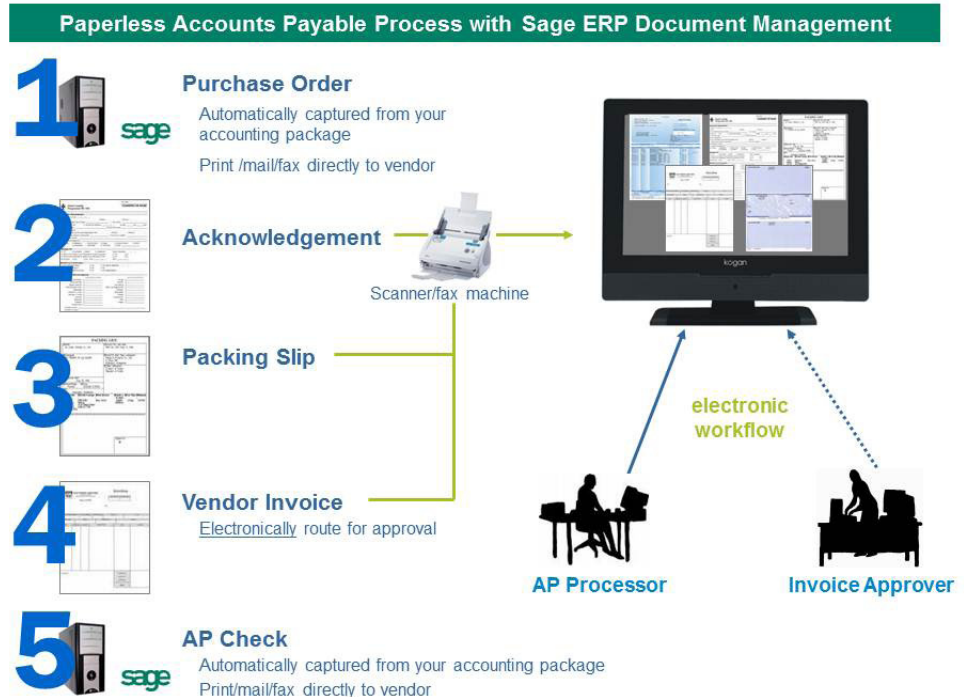 Paperless Accounts Payable Process with Sage ERP Document Management
1
sage
Purchase Order
Automatically captured from your
accounting package
Print /mail/fax directly to vendor
2
Acknowledgement
Scanner/fax machine
kogan
3
PACKING LIST
Packing Slip
electronic
workflow
4
Vendor Invoice
Electronically route for approval
AP Processor
Invoice Approver
5
sage
AP Check
Automatically captured from your accounting package
Print/mail/fax directly to vendor